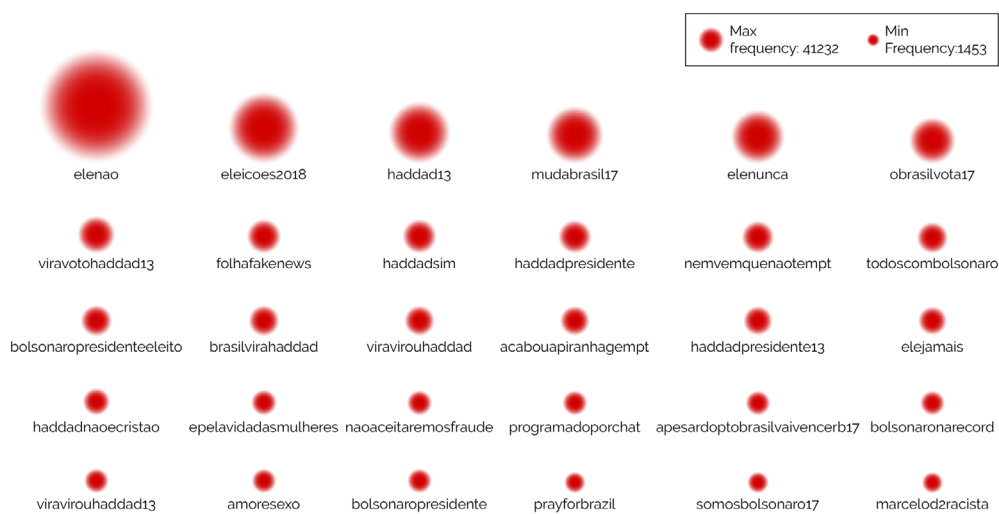 Max
frequency: 41232
Min
Frequency:1453
elenao
eleicoes2018
haddad13
mudabrasil17
elenunca
obrasilvota17
viravotohaddad13
folhafakenews
haddadsim
haddadpresidente
nemvemquenaotempt
todoscombolsonaro
bolsonaropresidenteeleito
brasilvirahaddad
viravirouhaddad
acabouapiranhagempt
haddadpresidente13
elejamais
haddadnaoecristao
epelavidadasmulheres
naoaceitaremosfraude
programadoporchat
apesardoptobrasilvaivencerb17
bolsonaronarecord
viravirouhaddad13
amoresexo
bolsonaropresidente
prayforbrazil
somosbolsonaro17
marcelod2racista